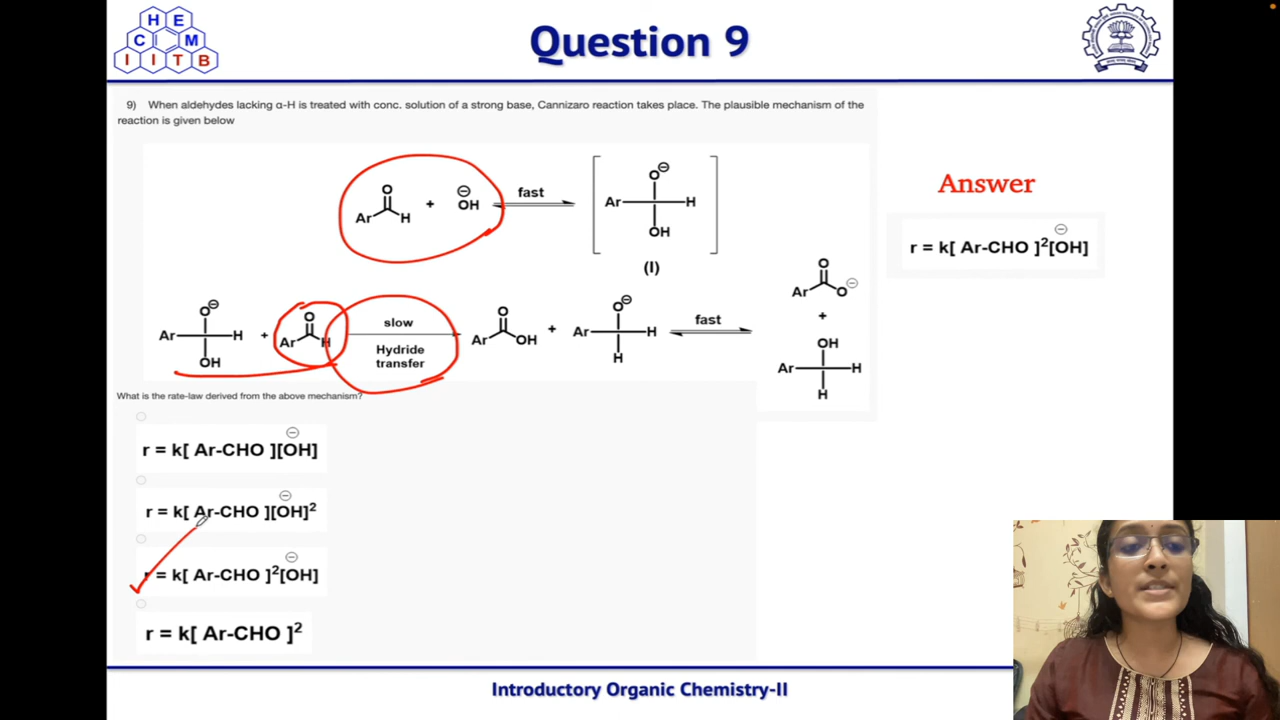 H E
C M
I I T B
Question 9
9) When aldehydes lacking α-H is treated with conc. solution of a strong base, Cannizaro reaction takes place. The plausible mechanism of the
reaction is given below
O⊖
Ar H + ⊖OH fast Ar H
OH
(I)
O
Answer
r = k[ Ar-CHO ]²[OH⊖]
O⊖
Ar H + O Ar H slow O Ar OH + O⊖ Ar H fast O Ar O⊖
OH Hydride H +
transfer OH
Ar H
H
What is the rate-law derived from the above mechanism?
r = k[ Ar-CHO ][OH⊖]
r = k[ Ar-CHO ][OH⊖]²
r = k[ Ar-CHO ]²[OH⊖]
r = k[ Ar-CHO ]²
Introductory Organic Chemistry-II